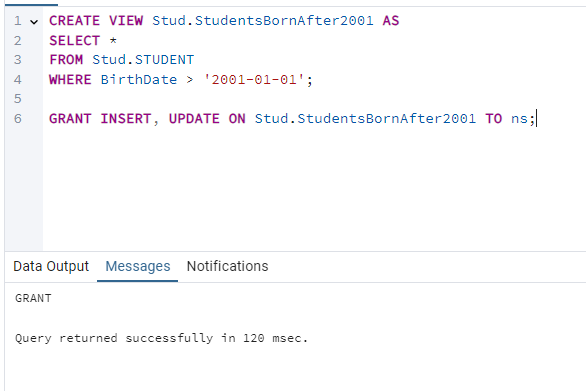 1 CREATE VIEW Stud.StudentsBornAfter2001 AS
2 SELECT *
3 FROM Stud.STUDENT
4 WHERE BirthDate > '2001-01-01';
5
6 GRANT INSERT, UPDATE ON Stud.StudentsBornAfter2001 TO ns;
Data Output Messages Notifications
GRANT
Query returned successfully in 120 msec.